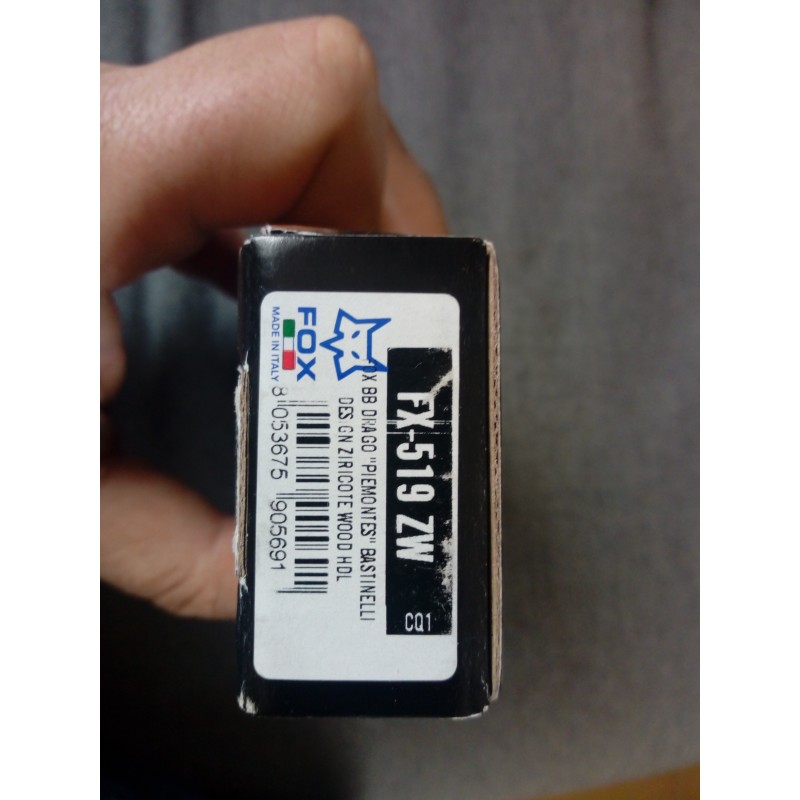 FX-519 ZW
CQ1
FOX
MADE IN ITALY
BB DRAGO "PIEMONTES" BASTINELLI
DES GN ZIRICOTE WOOD HDL
8 053675 905691